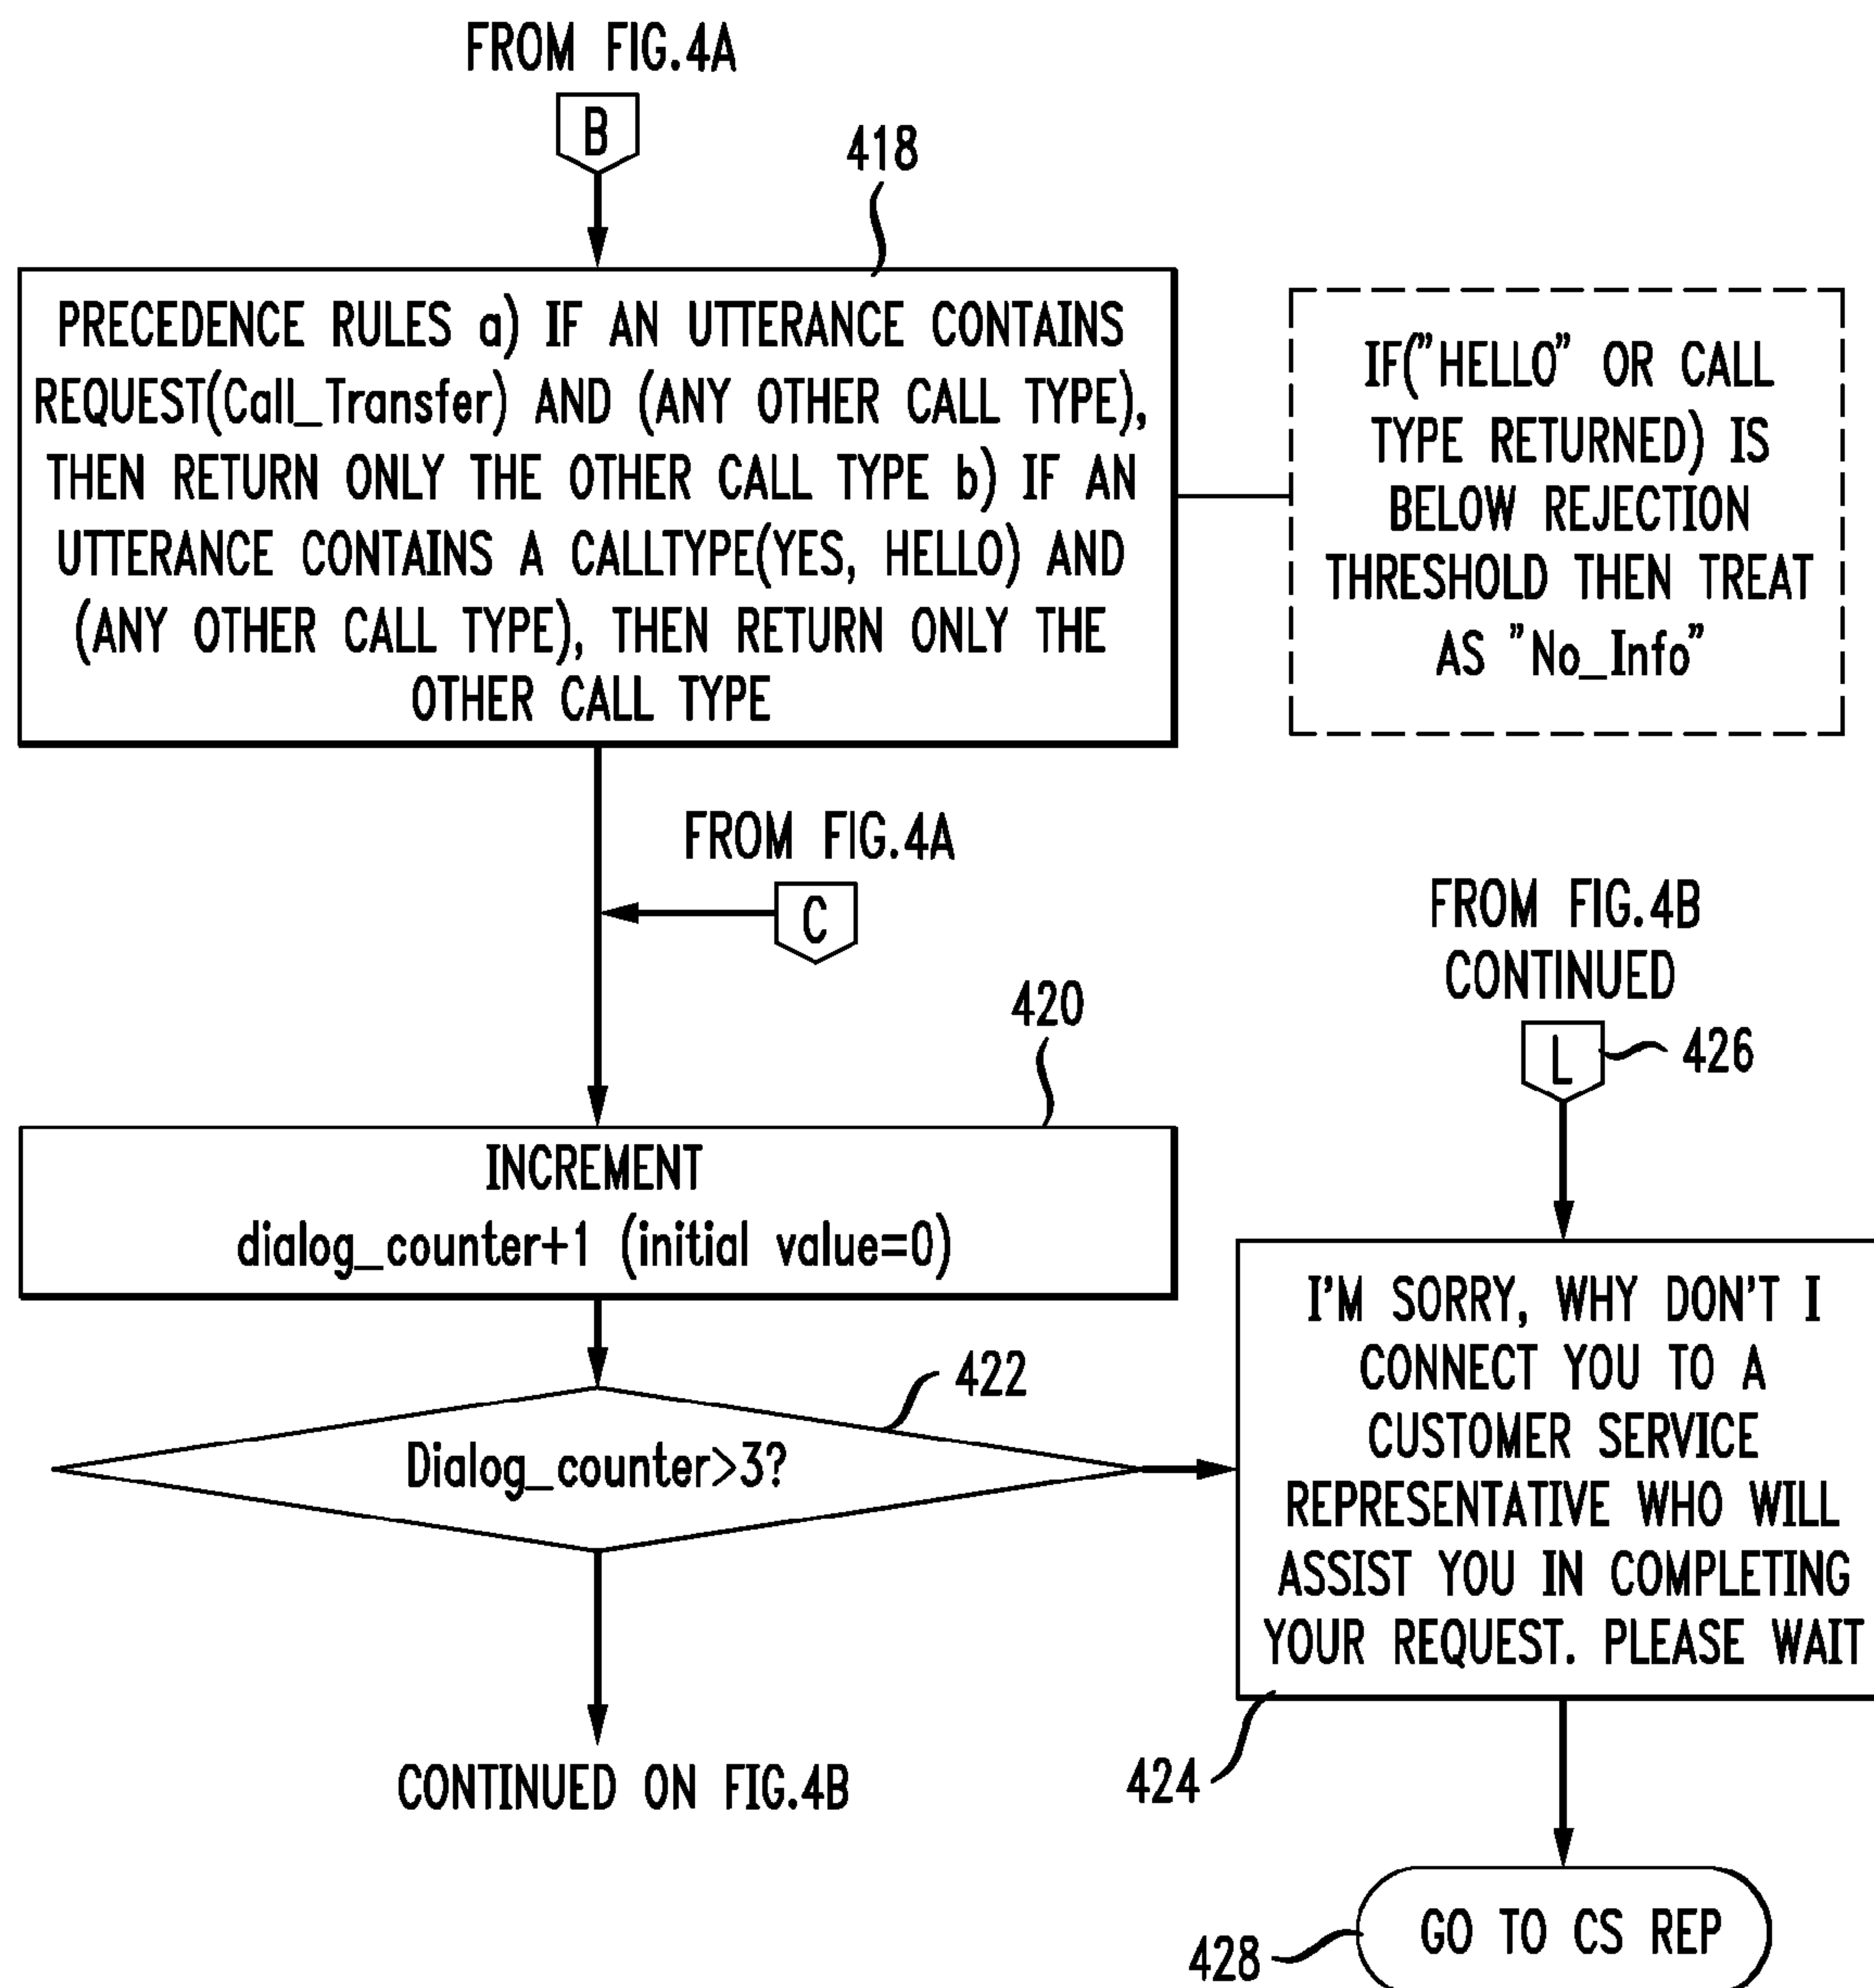 FROM FIG.4A
B
418
PRECEDENCE RULES a) IF AN UTTERANCE CONTAINS
REQUEST(Call_Transfer) AND (ANY OTHER CALL TYPE),
THEN RETURN ONLY THE OTHER CALL TYPE b) IF AN
UTTERANCE CONTAINS A CALLTYPE(YES, HELLO) AND
(ANY OTHER CALL TYPE), THEN RETURN ONLY THE
OTHER CALL TYPE
IF("HELLO" OR CALL
TYPE RETURNED) IS
BELOW REJECTION
THRESHOLD THEN TREAT
AS "No_Info"
FROM FIG.4A
C
420
INCREMENT
dialog_counter+1 (initial value=0)
422
Dialog_counter>3?
CONTINUED ON FIG.4B
FROM FIG.4B
CONTINUED
L
426
I'M SORRY, WHY DON'T I
CONNECT YOU TO A
CUSTOMER SERVICE
REPRESENTATIVE WHO WILL
ASSIST YOU IN COMPLETING
YOUR REQUEST. PLEASE WAIT
424
GO TO CS REP
428